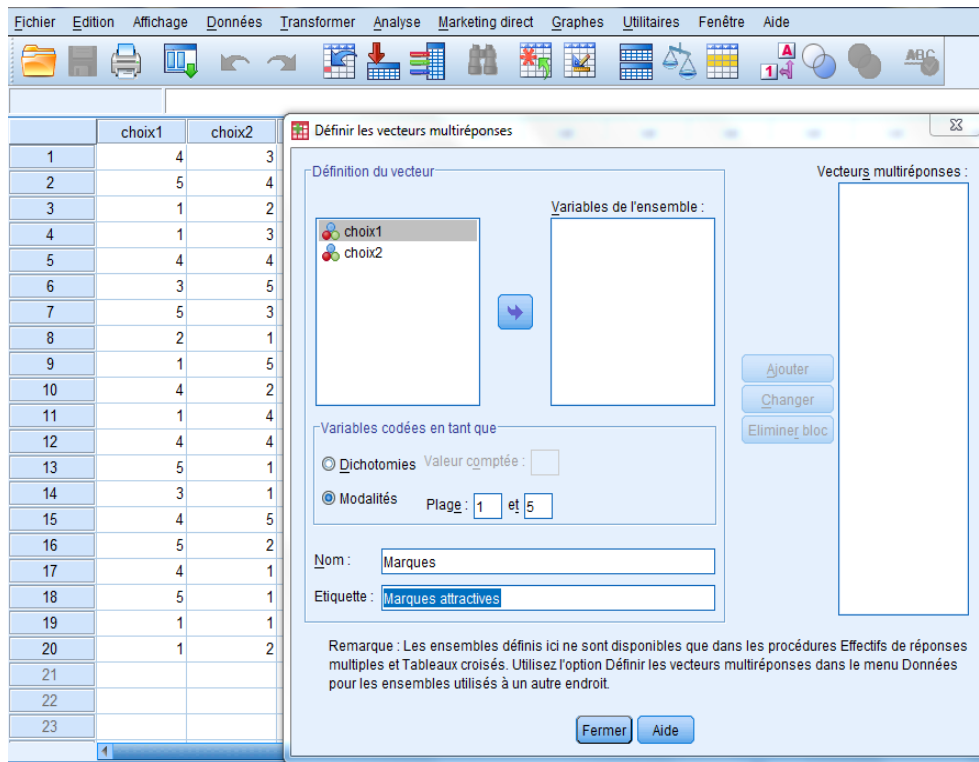 Fichier Edition Affichage Données Transformer Analyse Marketing direct Graphes Utilitaires Fenêtre Aide
A
1
ABC
choix1 choix2
1 4 3
2 5 4
3 1 2
4 1 3
5 4 4
6 3 5
7 5 3
8 2 1
9 1 5
10 4 2
11 1 4
12 4 4
13 5 1
14 3 1
15 4 5
16 5 2
17 4 1
18 5 1
19 1 1
20 1 2
21
22
23
Définir les vecteurs multiréponses
Définition du vecteur
choix1
choix2
Variables de l'ensemble :
Variables codées en tant que
Dichotomies Valeur comptée :
Modalités Plage : 1 et 5
Nom : Marques
Etiquette : Marques attractives
Vecteurs multiréponses :
Ajouter
Changer
Eliminer bloc
Remarque : Les ensembles définis ici ne sont disponibles que dans les procédures Effectifs de réponses
multiples et Tableaux croisés. Utilisez l'option Définir les vecteurs multiréponses dans le menu Données
pour les ensembles utilisés à un autre endroit.
Fermer Aide